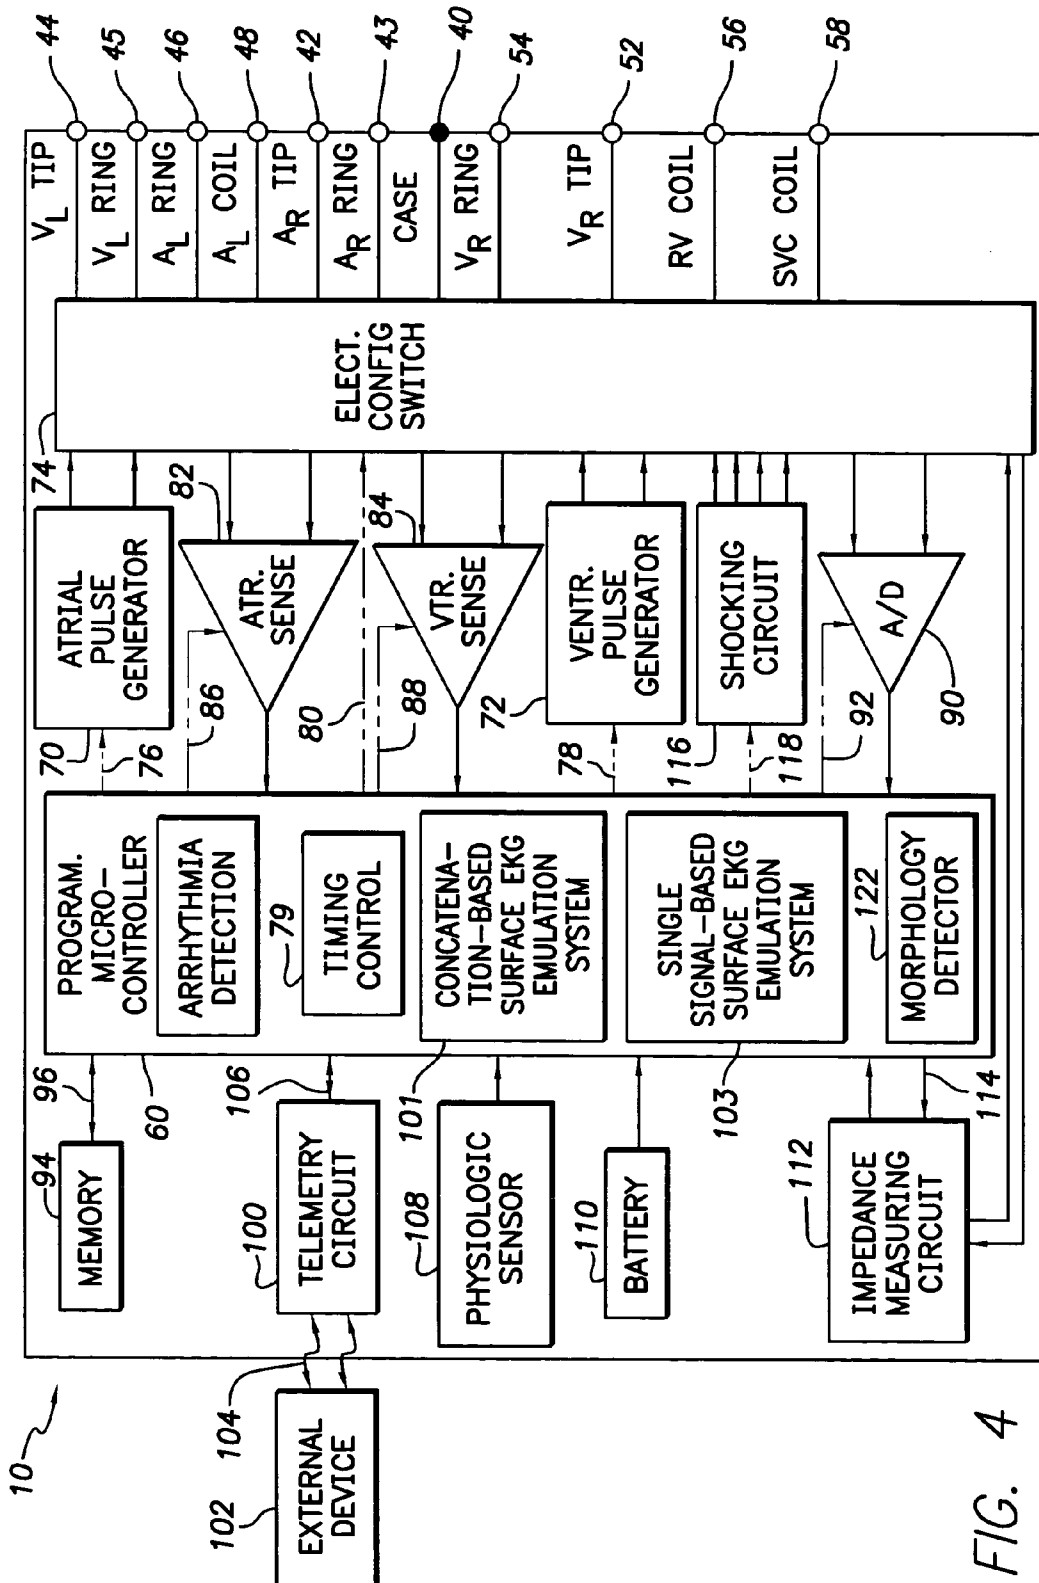 10
102
EXTERNAL
DEVICE
104
94
MEMORY
96
60
100
TELEMETRY
CIRCUIT
106
108
PHYSIOLOGIC
SENSOR
110
BATTERY
112
IMPEDANCE
MEASURING
CIRCUIT
114
PROGRAM.
MICRO-
CONTROLLER
ARRHYTHMIA
DETECTION
79
TIMING
CONTROL
101
CONCATENA-
TION-BASED
SURFACE EKG
EMULATION
SYSTEM
103
SINGLE
SIGNAL-BASED
SURFACE EKG
EMULATION
SYSTEM
122
MORPHOLOGY
DETECTOR
70
76
ATRIAL
PULSE
GENERATOR
74
82
86
ATR.
SENSE
80
88
84
VTR.
SENSE
72
78
VENTR.
PULSE
GENERATOR
116
118
SHOCKING
CIRCUIT
92
A/D
90
ELECT.
CONFIG
SWITCH
VL TIP
44
VL RING
45
AL RING
46
AL COIL
48
AR TIP
42
AR RING
43
CASE
40
VR RING
54
VR TIP
52
RV COIL
56
SVC COIL
58
FIG. 4